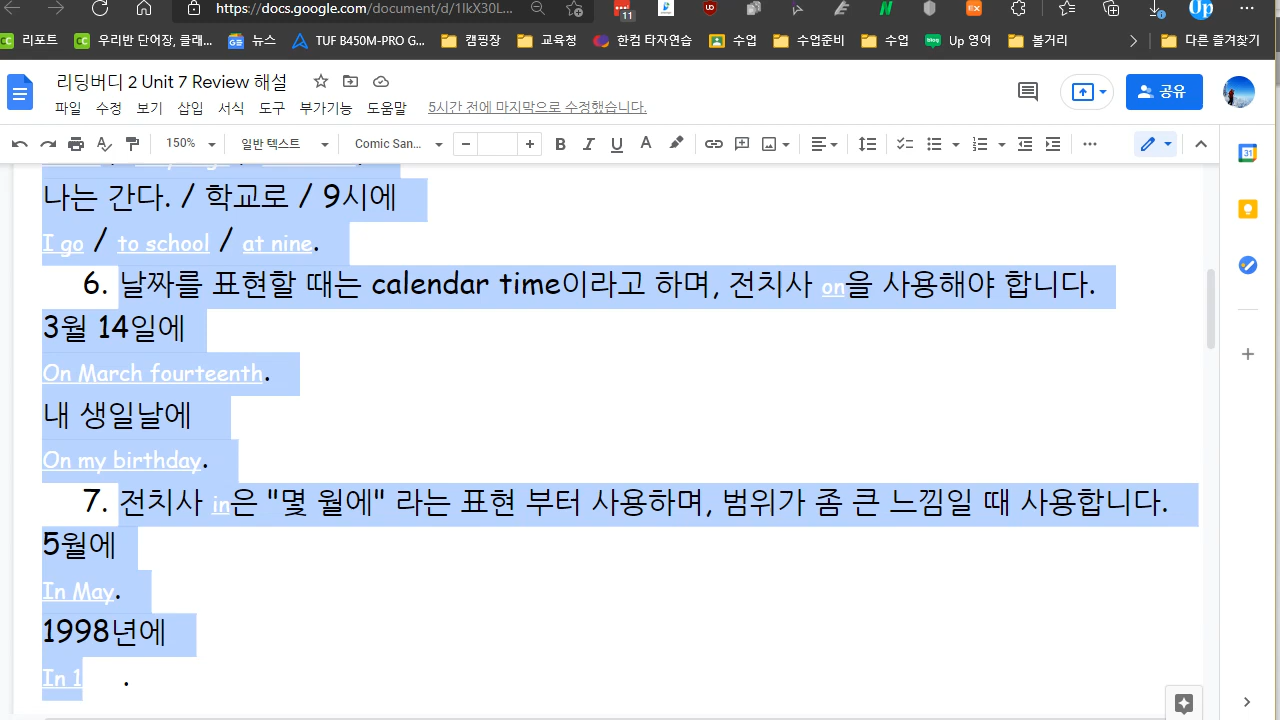 https://docs.google.com/document/d/1IkX30L...
11
리포트 우리반 단어장, 클래... 뉴스 TUF B450M-PRO G... 캠핑장 교육청 한컴 타자연습 수업 수업준비 수업 Up 영어 볼거리 다른 즐겨찾기
리딩버디 2 Unit 7 Review 해설
파일 수정 보기 삽입 서식 도구 부가기능 도움말 5시간 전에 마지막으로 수정했습니다.
공유
150% 일반 텍스트 Comic San... B I U A
나는 간다. / 학교로 / 9시에
I go / to school / at nine.
6. 날짜를 표현할 때는 calendar time이라고 하며, 전치사 on을 사용해야 합니다.
3월 14일에
On March fourteenth.
내 생일날에
On my birthday.
7. 전치사 in은 "몇 월에" 라는 표현 부터 사용하며, 범위가 좀 큰 느낌일 때 사용합니다.
5월에
In May.
1998년에
In 1 .